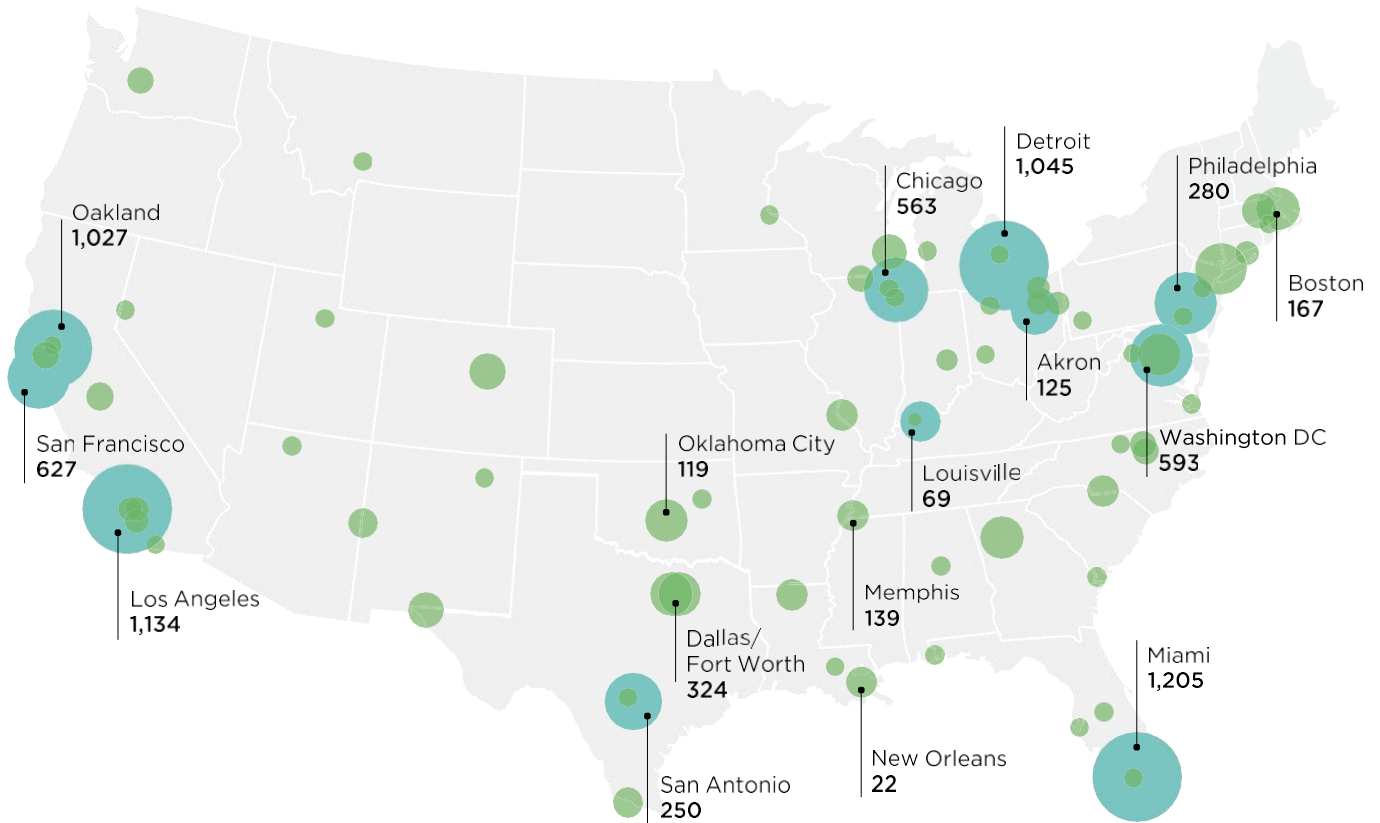 Detroit
1,045
Philadelphia
280
Chicago
563
Oakland
1,027
Boston
167
Akron
125
San Francisco
627
Oklahoma City
119
Washington DC
593
Louisville
69
Los Angeles
1,134
Memphis
139
Dallas/
Fort Worth
324
Miami
1,205
New Orleans
22
San Antonio
250